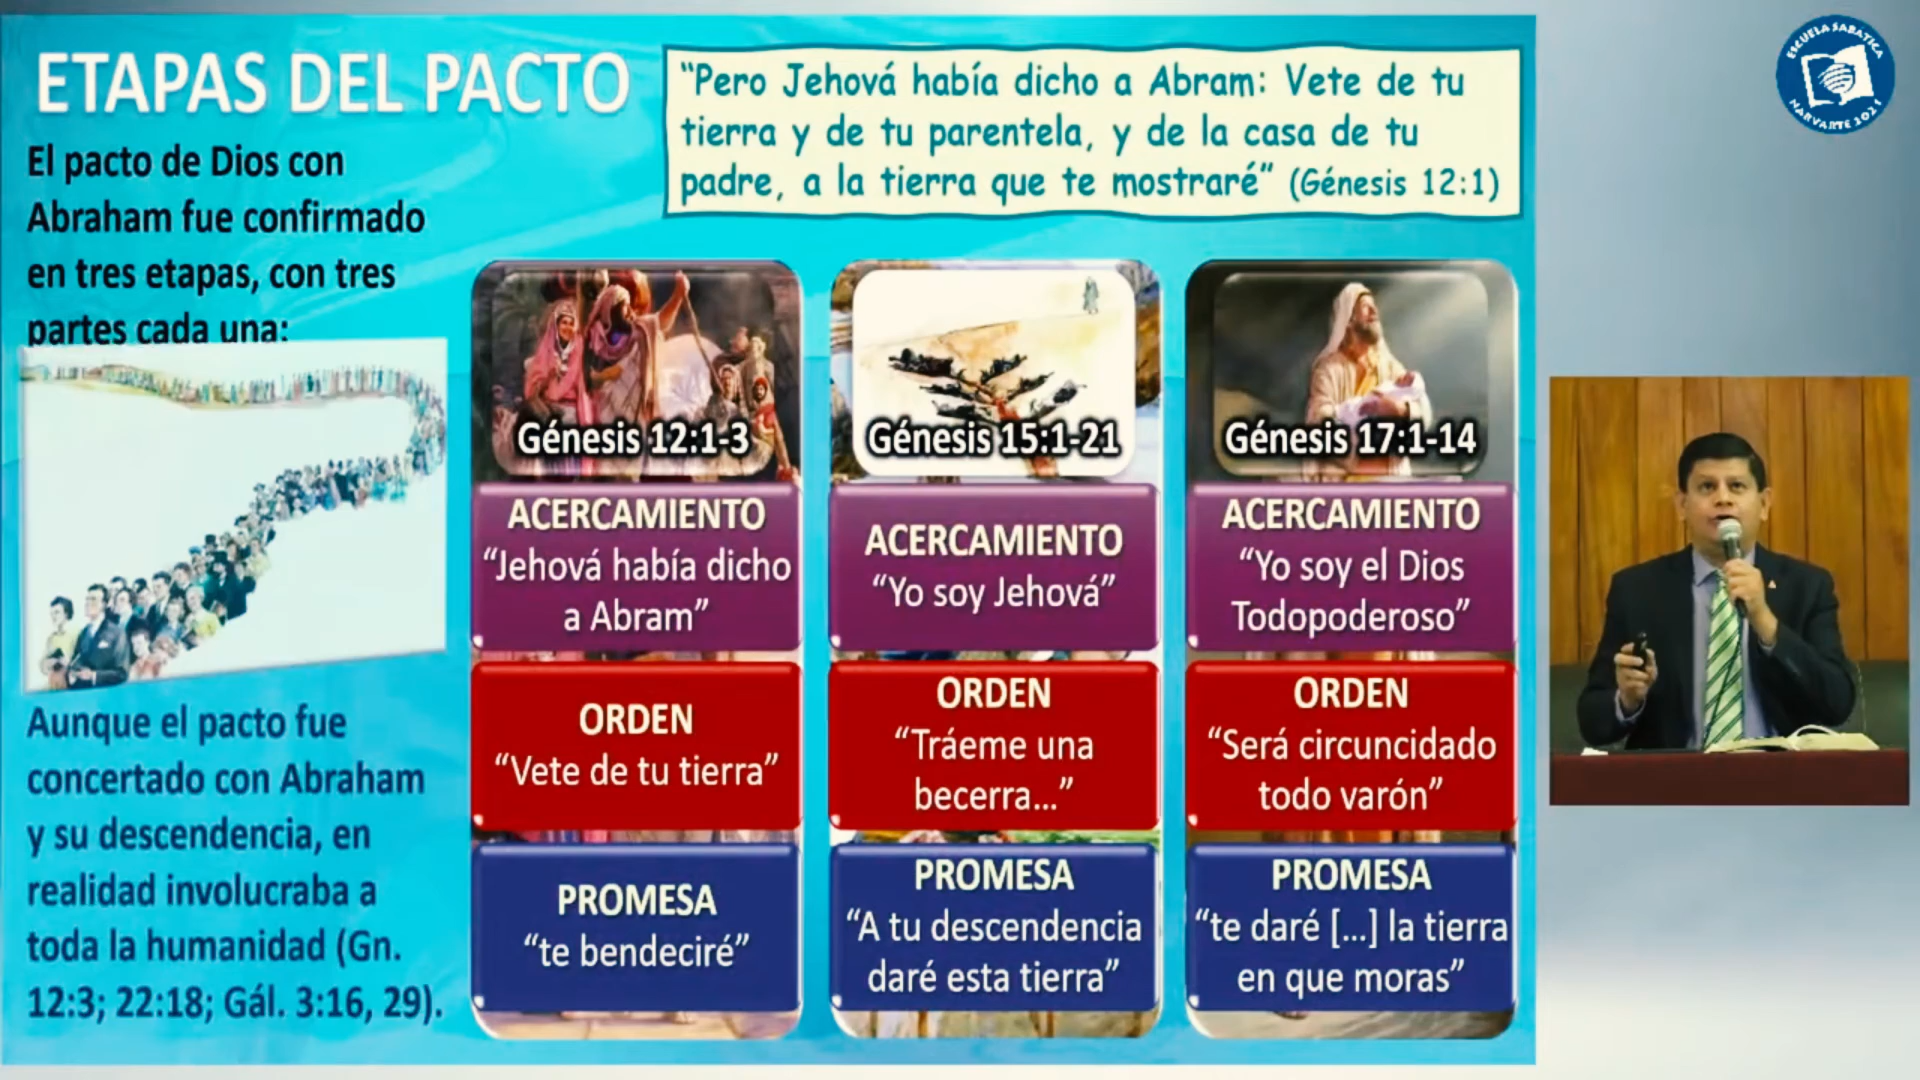 ETAPAS DEL PACTO
“Pero Jehová había dicho a Abram: Vete de tu
tierra y de tu parentela, y de la casa de tu
padre, a la tierra que te mostraré” (Génesis 12:1)
El pacto de Dios con
Abraham fue confirmado
en tres etapas, con tres
partes cada una:
Aunque el pacto fue
concertado con Abraham
y su descendencia, en
realidad involucraba a
toda la humanidad (Gn.
12:3; 22:18; Gál. 3:16, 29).
Génesis 12:1-3
ACERCAMIENTO
“Jehová había dicho
a Abram”
ORDEN
“Vete de tu tierra”
PROMESA
“te bendeciré”
Génesis 15:1-21
ACERCAMIENTO
“Yo soy Jehová”
ORDEN
“Tráeme una
becerra...”
PROMESA
“A tu descendencia
daré esta tierra”
Génesis 17:1-14
ACERCAMIENTO
“Yo soy el Dios
Todopoderoso”
ORDEN
“Será circuncidado
todo varón”
PROMESA
“te daré [...] la tierra
en que moras”
ESCUELA SABATICA
NARVARTE 2021